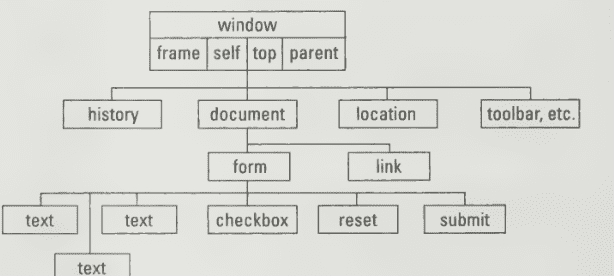 window
frame self top parent
history document location toolbar, etc.
form link
text text checkbox reset submit
text